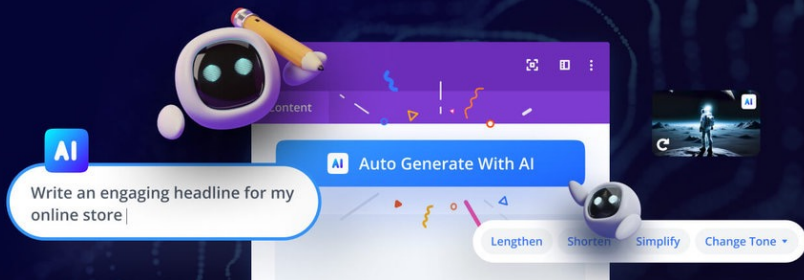 Content
AI Auto Generate With AI
AI
AI
Write an engaging headline for my
online store
Lengthen Shorten Simplify Change Tone